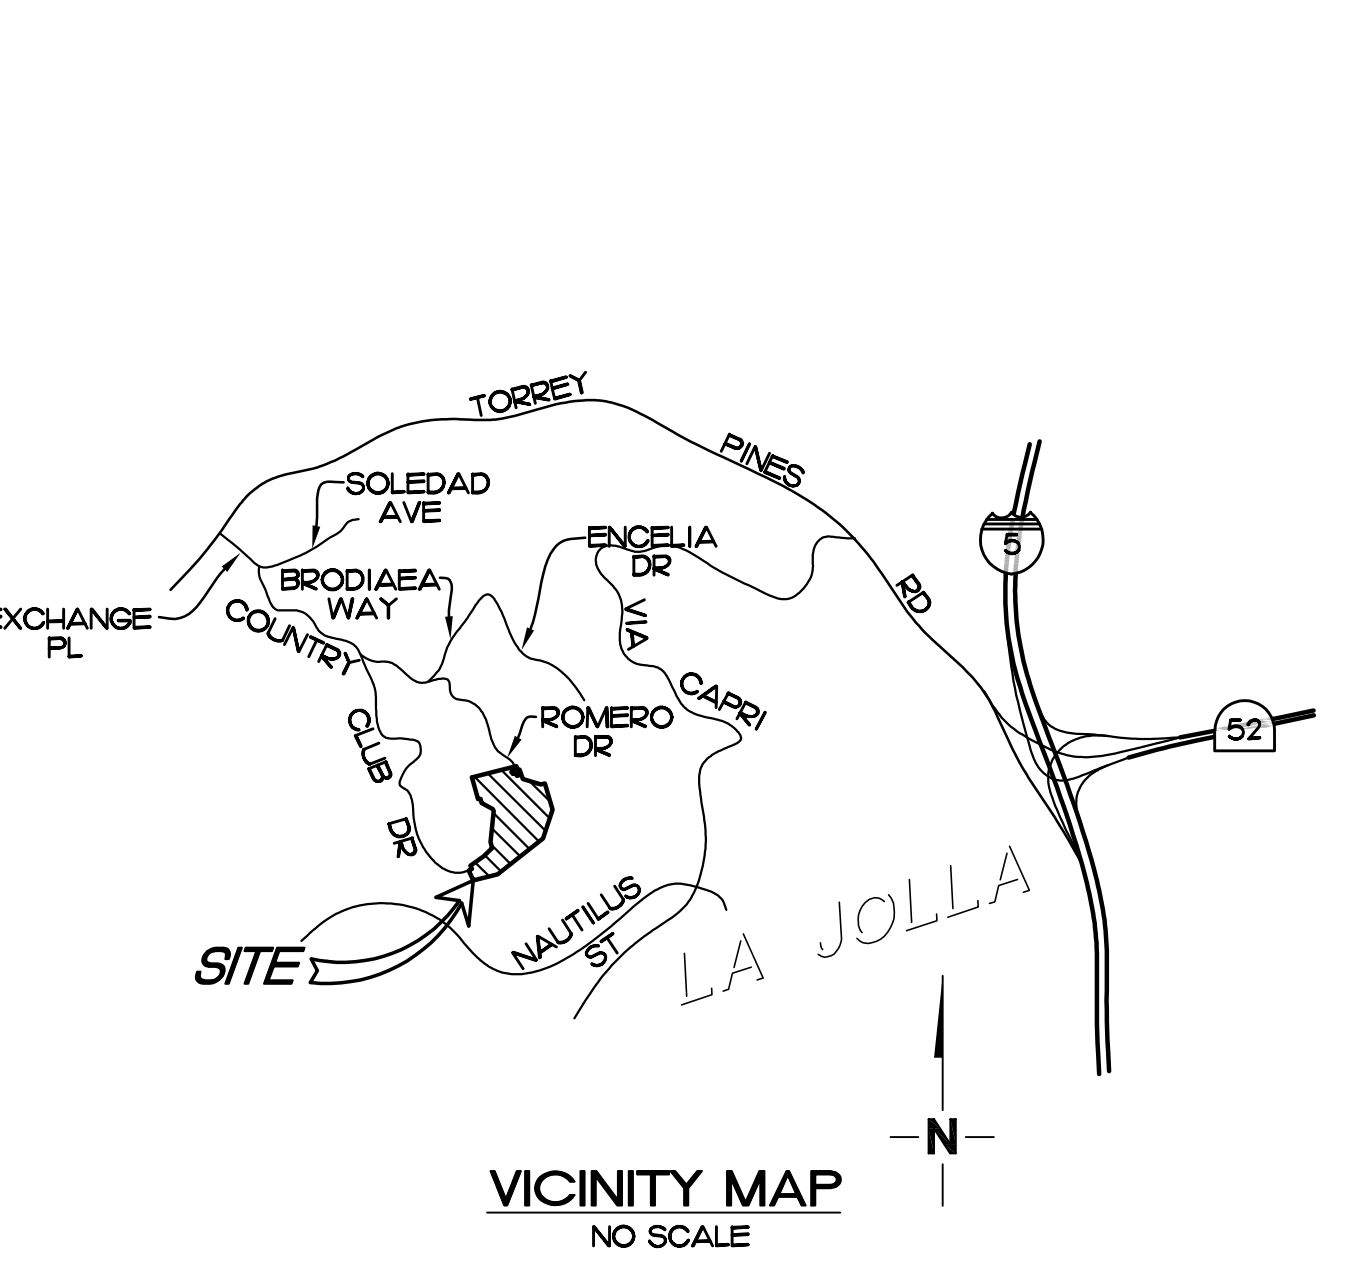 TORREY
PINES
RD
SOLEDAD
AVE
ENCELIA
DR
5
BRODIAEA
WAY
EXCHANGE
PL
COUNTRY
CLUB
DR
VIA
CAPRI
ROMERO
DR
52
NAUTILUS
ST
SITE
LA JOLLA
N
VICINITY MAP
NO SCALE